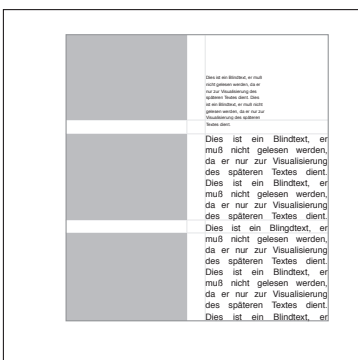 Dies ist ein Blindtext, er muß
nicht gelesen werden, da er
nur zur Visualisierung des
späteren Textes dient. Dies
ist ein Blindtext, er muß nicht
gelesen werden, da er nur zur
Visualisierung des späteren
Textes dient.
Dies ist ein Blindtext, er
muß nicht gelesen werden,
da er nur zur Visualisierung
des späteren Textes dient.
Dies ist ein Blindtext, er
muß nicht gelesen werden,
da er nur zur Visualisierung
des späteren Textes dient.
Dies ist ein Blingdtext, er
muß nicht gelesen werden,
da er nur zur Visualisierung
des späteren Textes dient.
Dies ist ein Blindtext, er
muß nicht gelesen werden,
da er nur zur Visualisierung
des späteren Textes dient.
Dies ist ein Blindtext, er